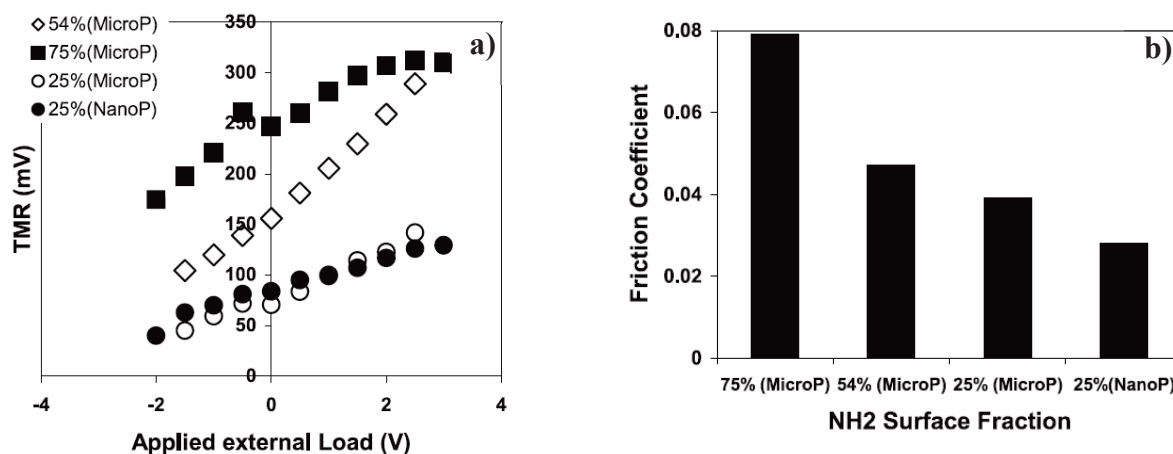 54%(MicroP)
75%(MicroP)
25%(MicroP)
25%(NanoP)
a)
TMR (mV)
350
300
250
200
150
100
50
0
-4
-2
0
2
4
Applied external Load (V)
b)
Friction Coefficient
0.08
0.06
0.04
0.02
0
75% (MicroP) 54% (MicroP) 25% (MicroP) 25%(NanoP)
NH2 Surface Fraction